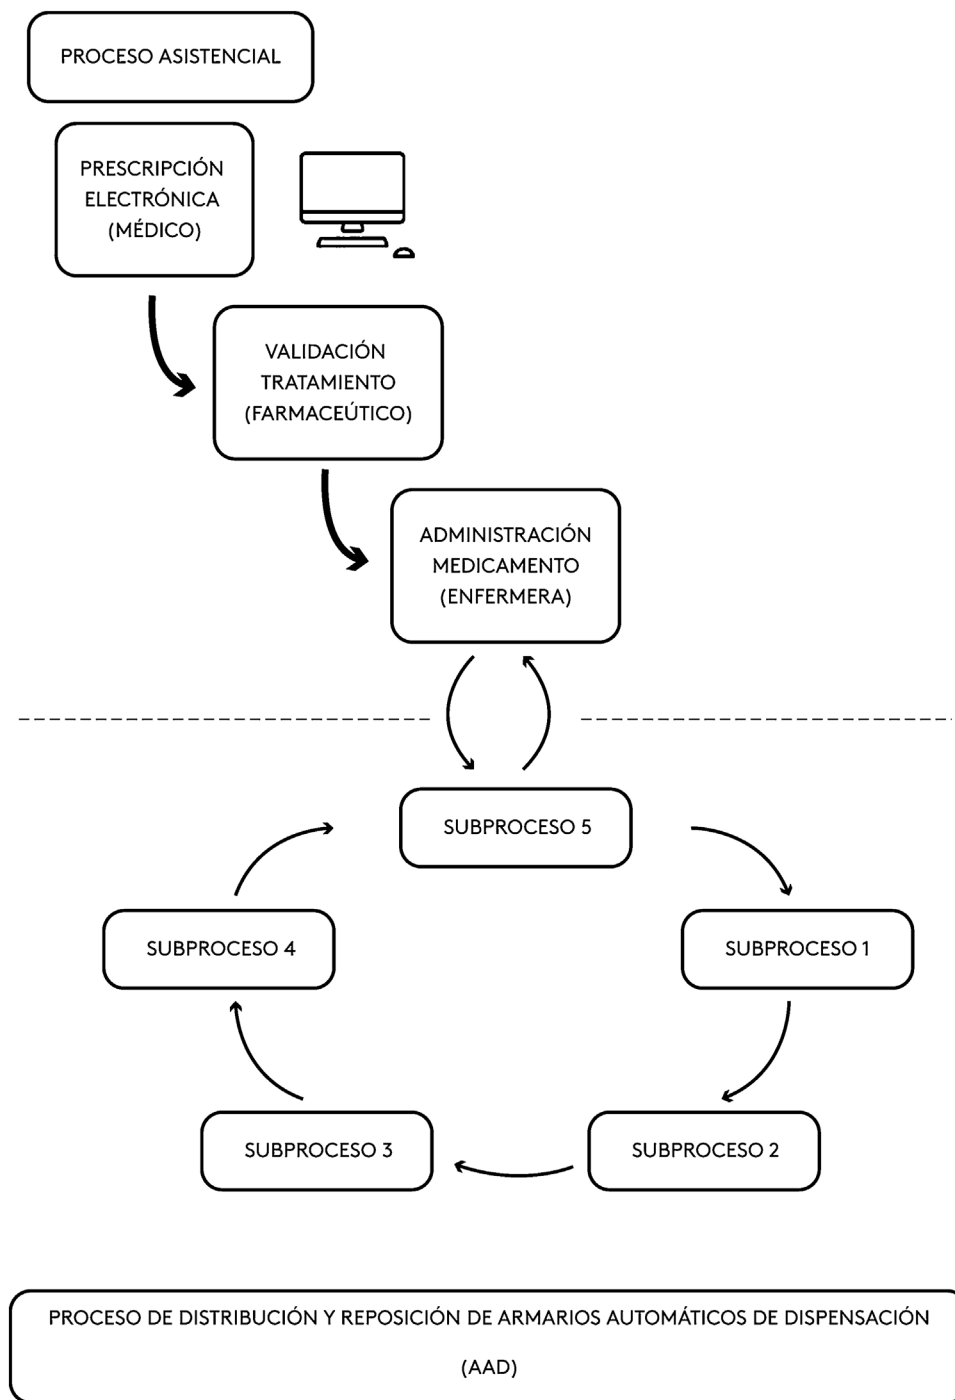 PROCESO ASISTENCIAL
PRESCRIPCIÓN
ELECTRÓNICA
(MÉDICO)
VALIDACIÓN
TRATAMIENTO
(FARMACEÚTICO)
ADMINISTRACIÓN
MEDICAMENTO
(ENFERMERA)
SUBPROCESO 5
SUBPROCESO 4
SUBPROCESO 1
SUBPROCESO 3
SUBPROCESO 2
PROCESO DE DISTRIBUCIÓN Y REPOSICIÓN DE ARMARIOS AUTOMÁTICOS DE DISPENSACIÓN
(AAD)